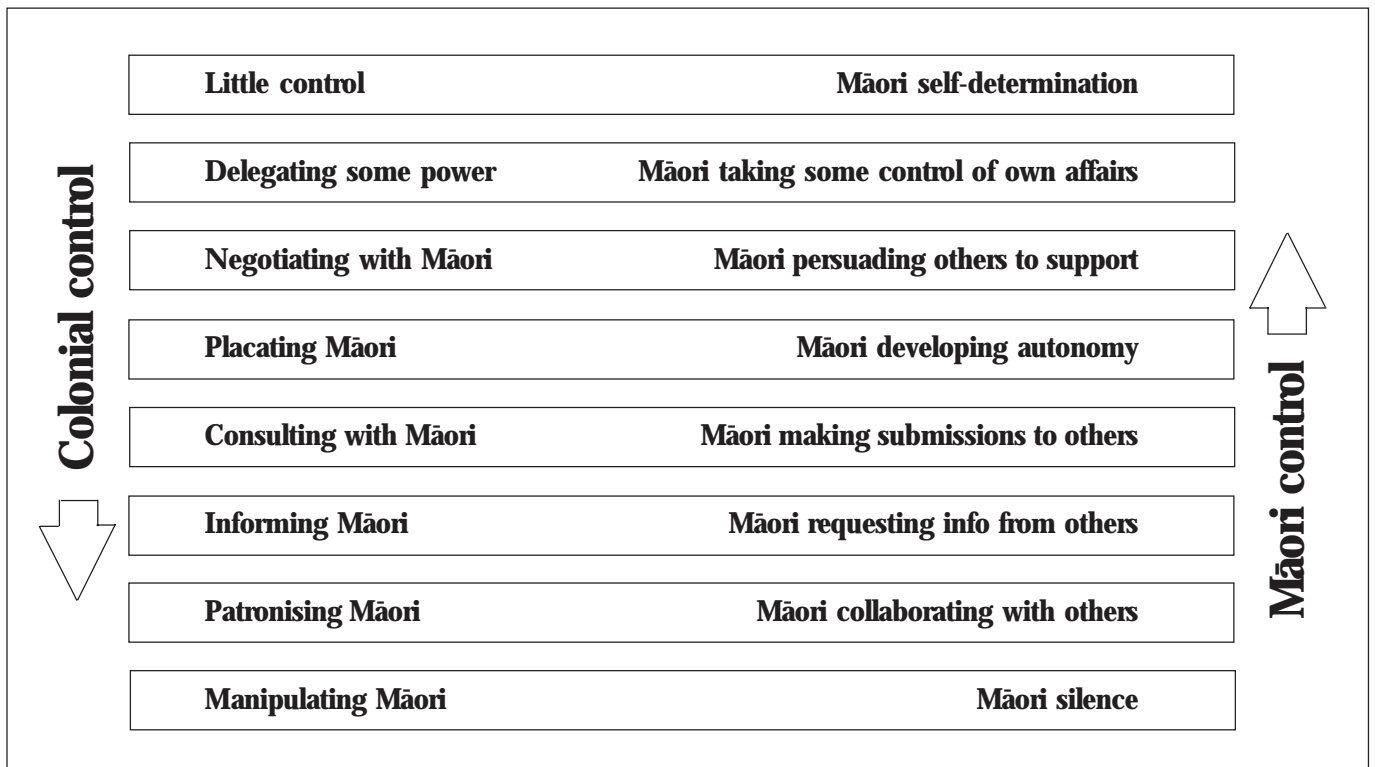 Colonial control
Little control Māori self-determination
Delegating some power Māori taking some control of own affairs
Negotiating with Māori Māori persuading others to support
Placating Māori Māori developing autonomy
Consulting with Māori Māori making submissions to others
Informing Māori Māori requesting info from others
Patronising Māori Māori collaborating with others
Manipulating Māori Māori silence
Māori control